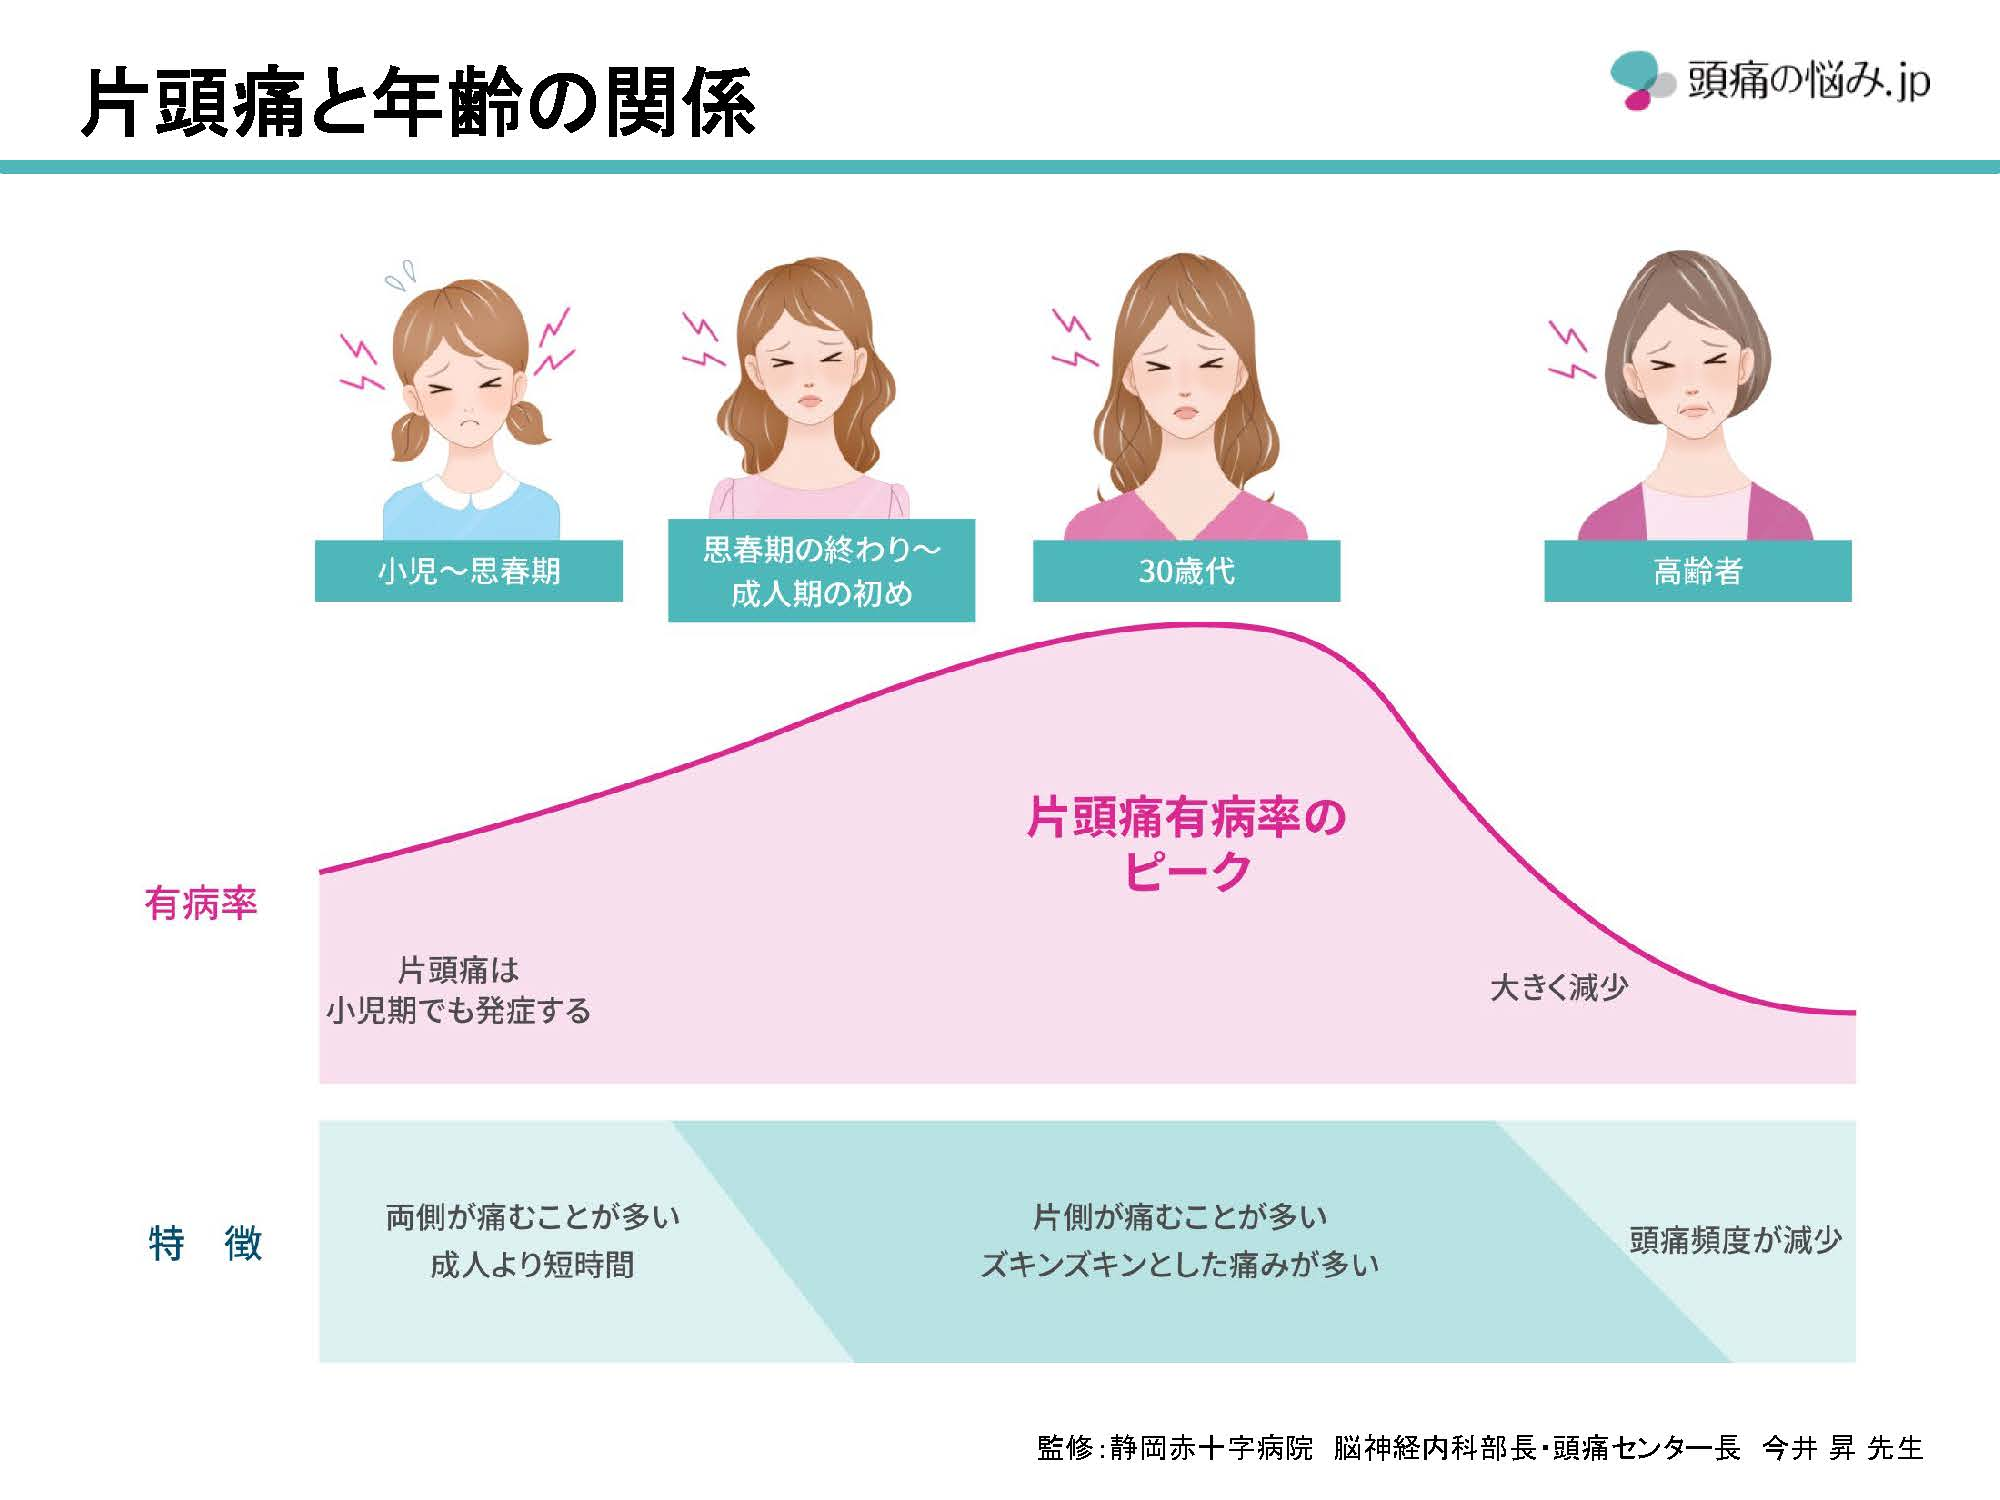 片頭痛と年齢の関係
頭痛の悩み.jp
小児～思春期
思春期の終わり～
成人期の初め
30歳代
高齢者
片頭痛有病率の
ピーク
有病率
片頭痛は
小児期でも発症する
大きく減少
特　徴
両側が痛むことが多い
成人より短時間
片側が痛むことが多い
ズキンズキンとした痛みが多い
頭痛頻度が減少
監修：静岡赤十字病院　脳神経内科部長・頭痛センター長　今井 昇 先生